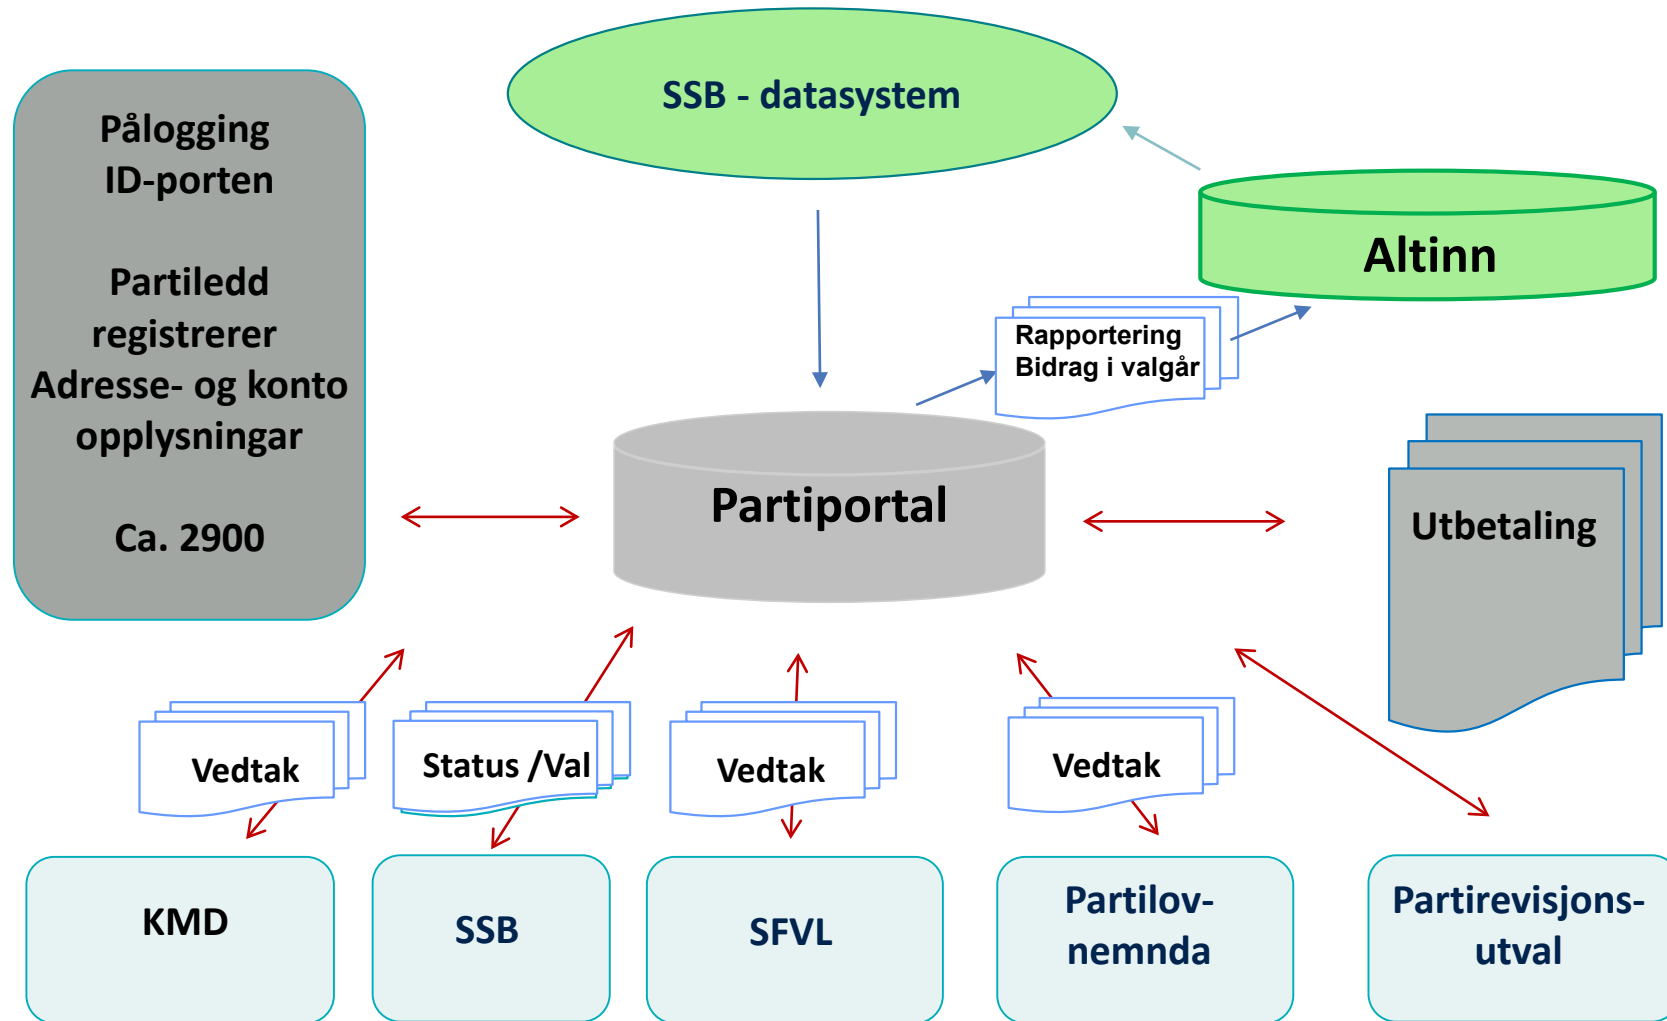 SSB - datasystem
Pålogging
ID-porten
Partiledd
registrerer
Adresse- og konto
opplysningar
Ca. 2900
Altinn
Rapportering
Bidrag i valgår
Partiportal
Utbetaling
Vedtak
Status /Val
Vedtak
Vedtak
KMD
SSB
SFVL
Partilov-
nemnda
Partirevisjons-
utval